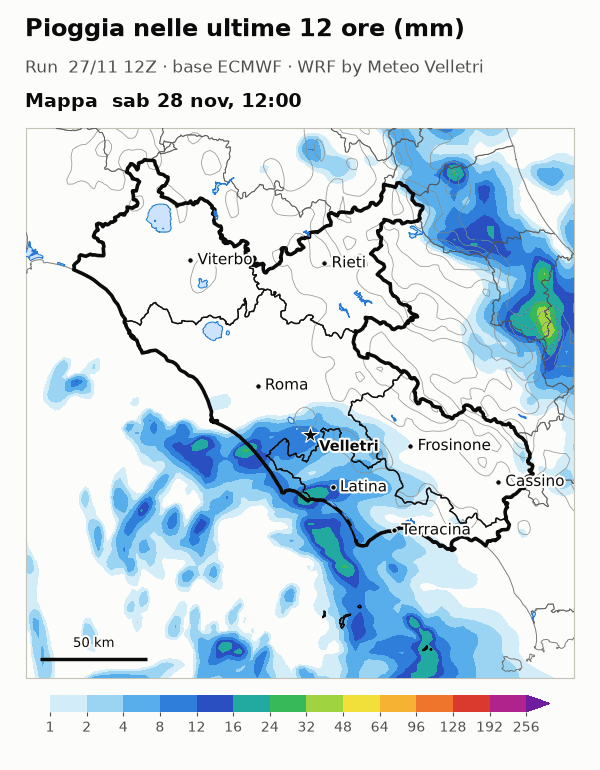 Pioggia nelle ultime 12 ore (mm)
Run  27/11 12Z · base ECMWF · WRF by Meteo Velletri
Mappa  sab 28 nov, 12:00
Viterbo
Rieti
Roma
Velletri
Frosinone
Cassino
Latina
Terracina
50 km
1 2 4 8 12 16 24 32 48 64 96 128 192 256